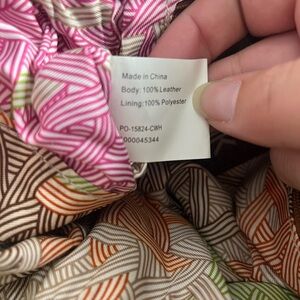 Made in China
Body: 100% Leather
Lining:100% Polyester
PO-15824-CWH
000045344